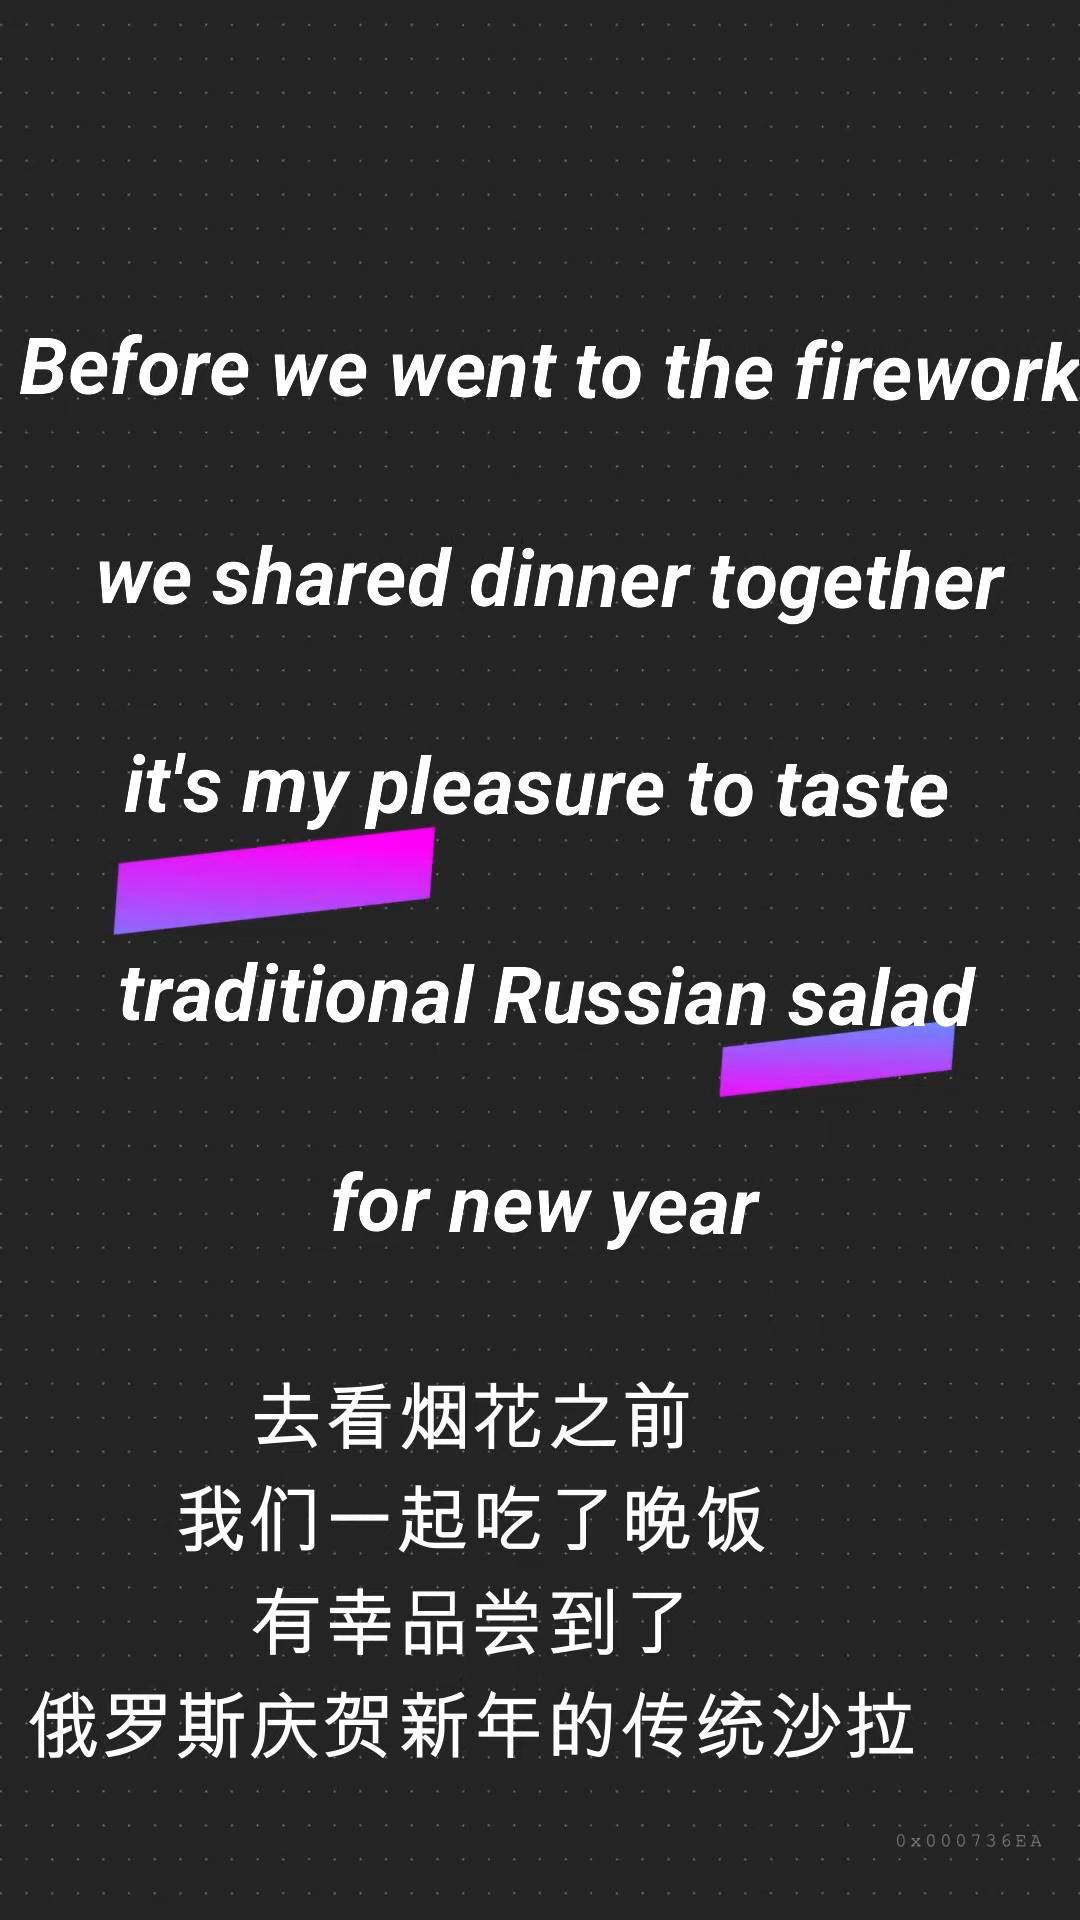 Before we went to the firework
we shared dinner together
it's my pleasure to taste
traditional Russian salad
for new year
去看烟花之前
我们一起吃了晚饭
有幸品尝到了
俄罗斯庆贺新年的传统沙拉
0x000736EA